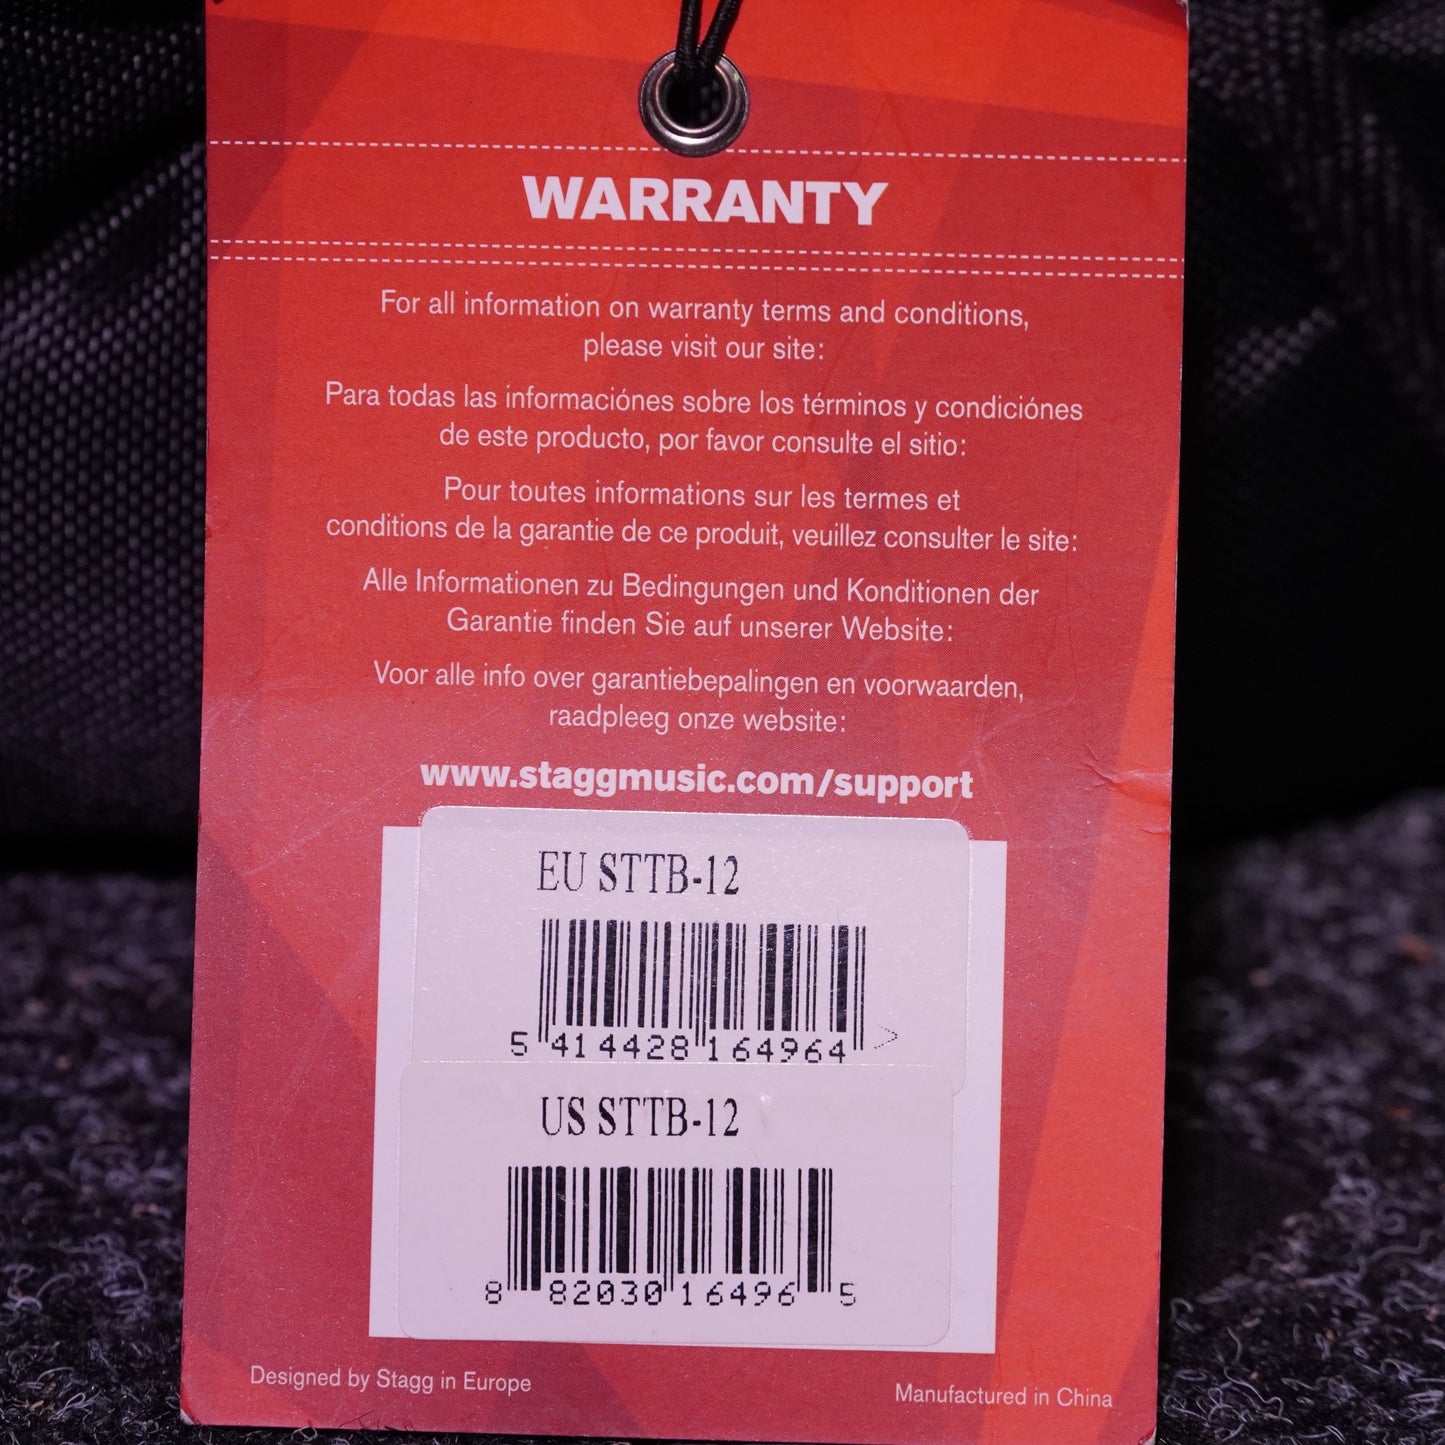 WARRANTY
For all information on warranty terms and conditions,
please visit our site:
Para todas las informaciónes sobre los términos y condiciónes
de este producto, por favor consulte el sitio:
Pour toutes informations sur les termes et
conditions de la garantie de ce produit, veuillez consulter le site:
Alle Informationen zu Bedingungen und Konditionen der
Garantie finden Sie auf unserer Website:
Voor alle info over garantiebepalingen en voorwaarden,
raadpleeg onze website:
www.staggmusic.com/support
EU STTB-12
5 414428 164964 >
US STTB-12
8 82030 16496 5
Designed by Stagg in Europe
Manufactured in China